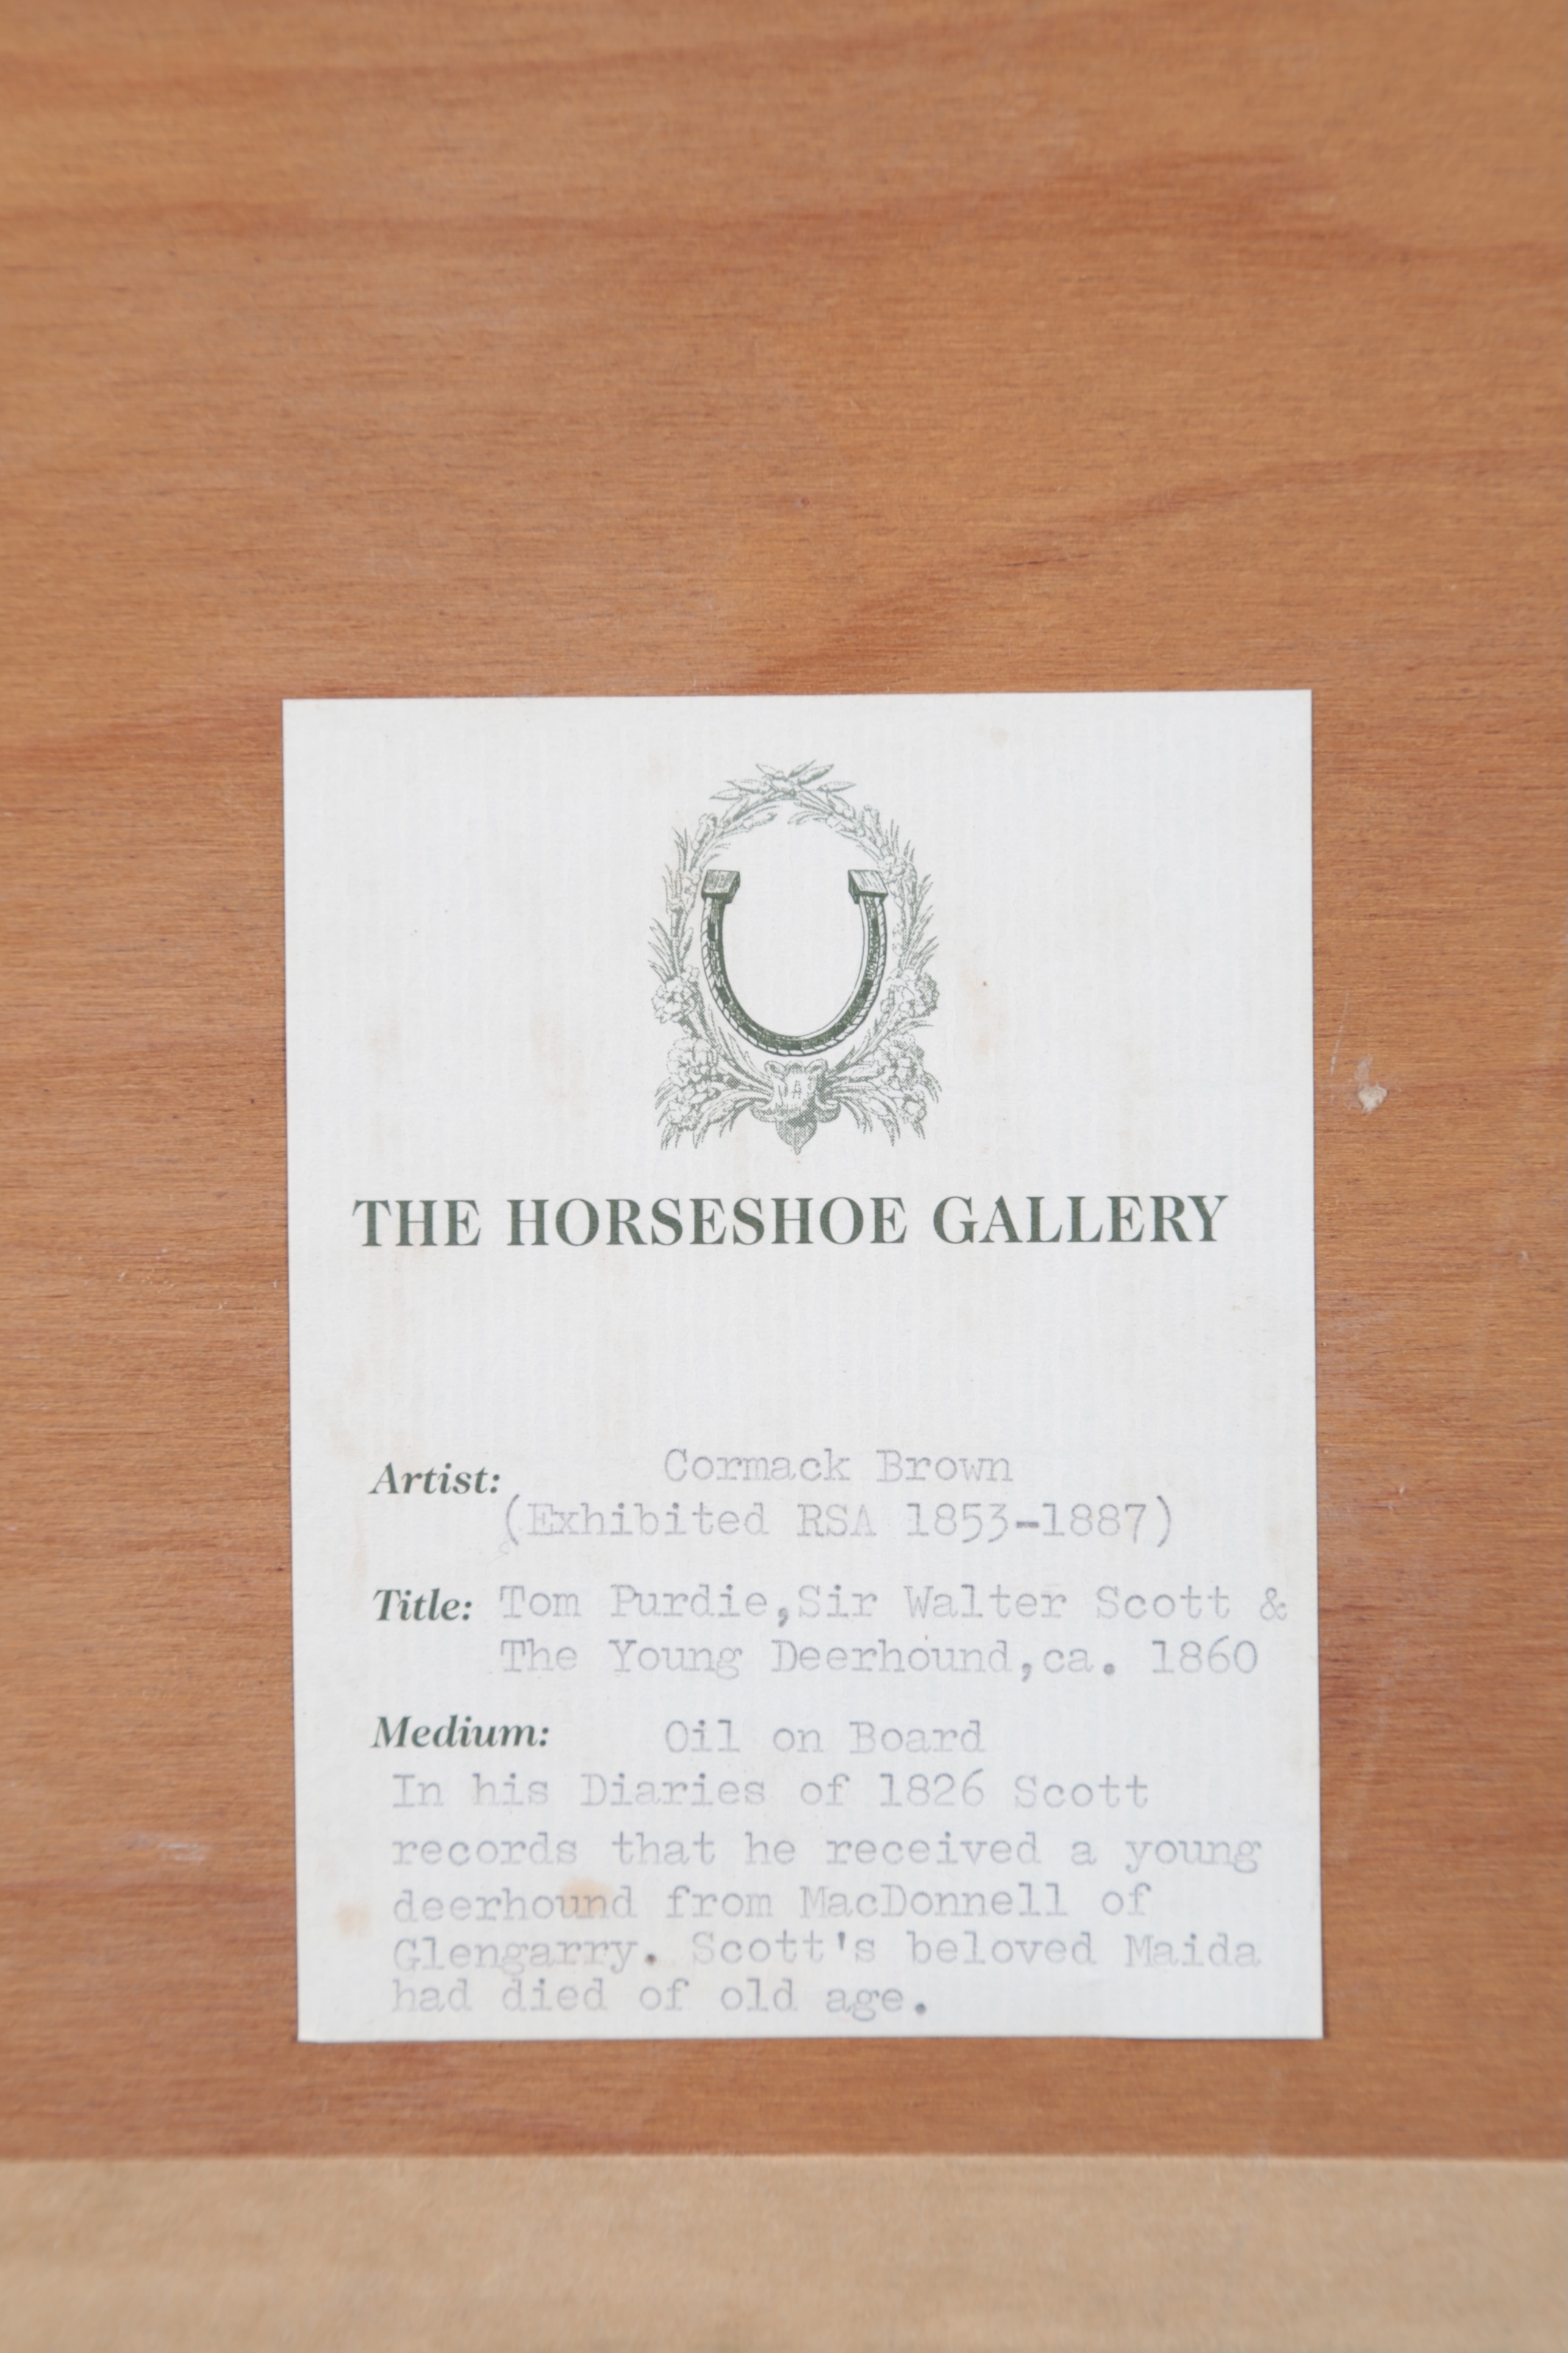 THE HORSESHOE GALLERY
Artist: Cormack Brown
(Exhibited RSA 1853-1887)
Title: Tom Purdie,Sir Walter Scott &
The Young Deerhound,ca. 1860
Medium: Oil on Board
In his Diaries of 1826 Scott
records that he received a young
deerhound from MacDonnell of
Glengarry. Scott's beloved Maida
had died of old age.